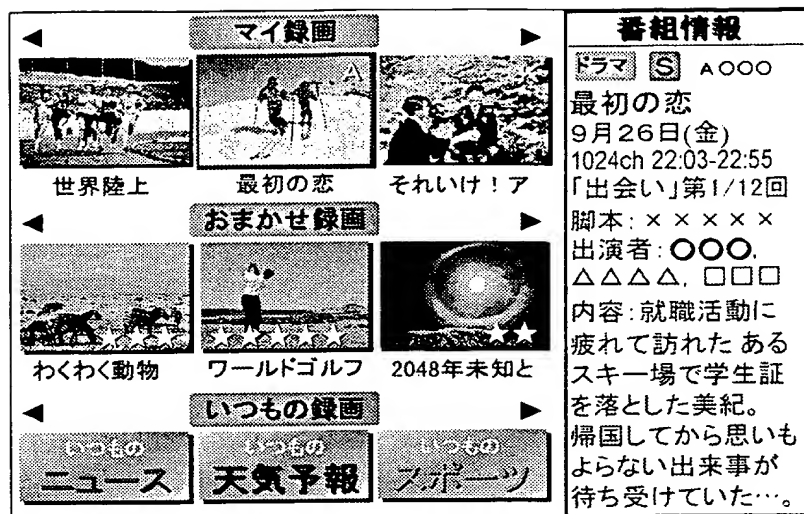 ◀ マイ録画 ▶
A
世界陸上 最初の恋 それいけ!ア
◀ おまかせ録画 ▶
わくわく動物 ワールドゴルフ 2048年未知と
◀ いつもの録画 ▶
いつもの いつもの いつもの
ニュース 天気予報 スポーツ
番組情報
ドラマ S A○○○
最初の恋
9月26日(金)
1024ch 22:03-22:55
「出会い」第1/12回
脚本:×××××
出演者:○○○,
△△△△, □□□
内容:就職活動に
疲れて訪れた ある
スキー場で学生証
を落とした美紀。
帰国してから思いも
よらない出来事が
待ち受けていた…。